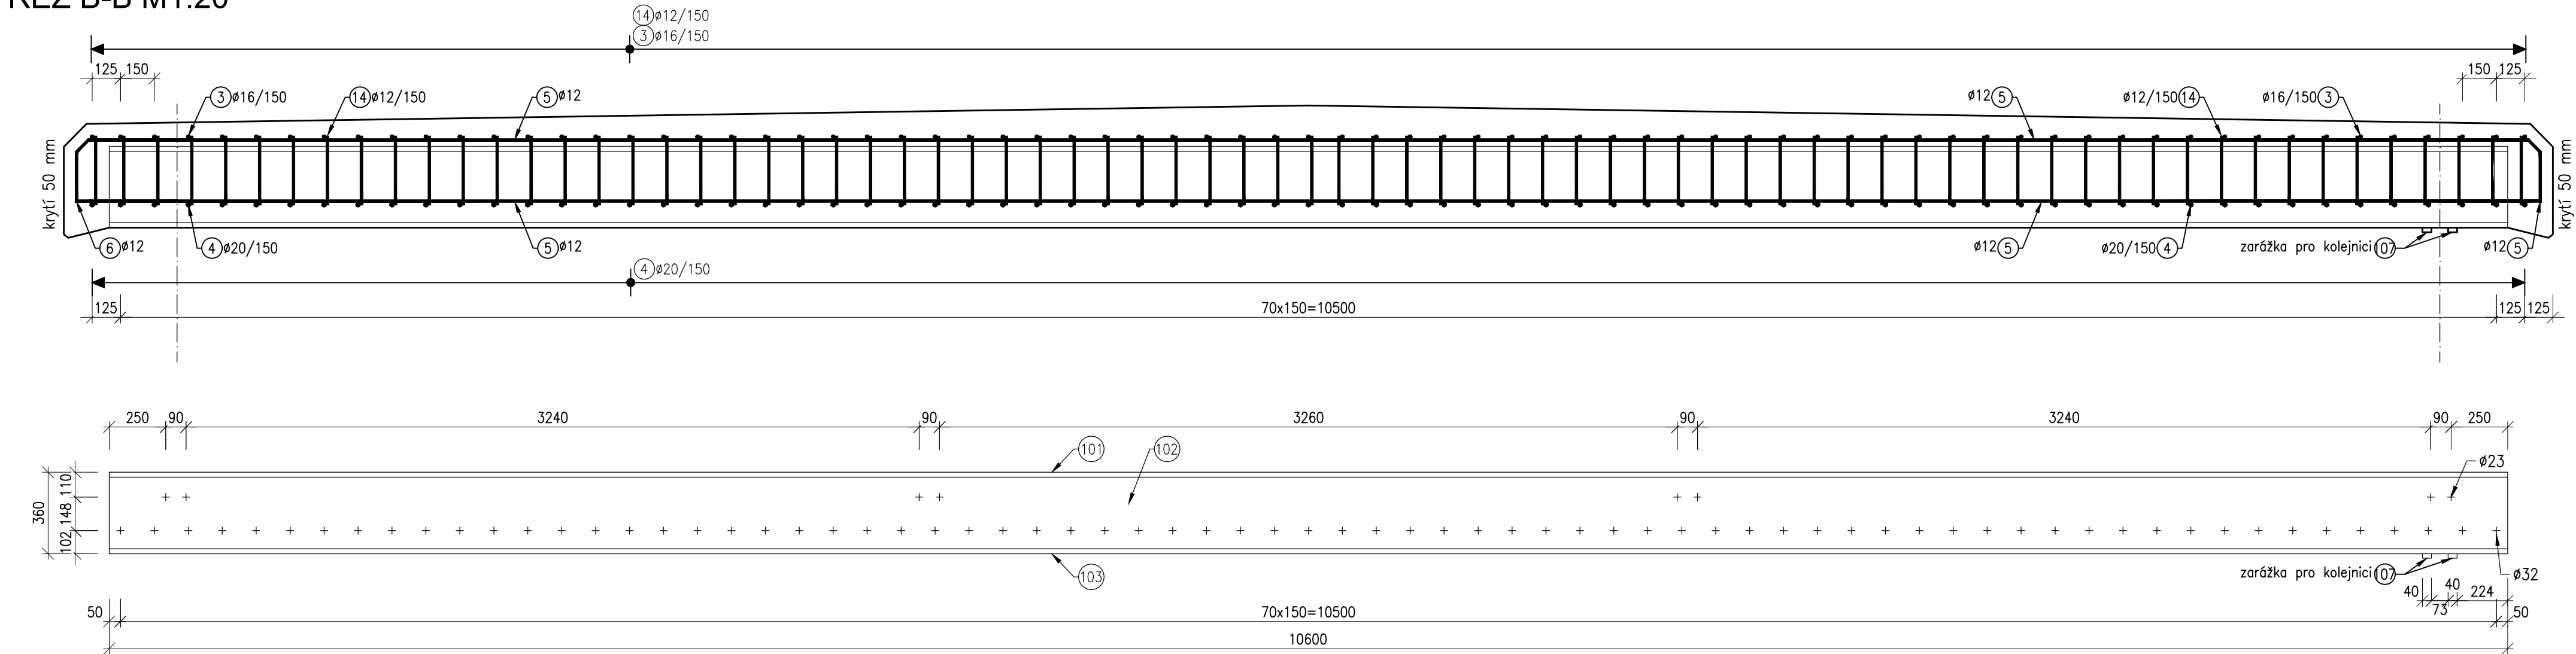 ŘEZ B-B M1:20
14 ø12/150
3 ø16/150
125 150
150 125
3 ø16/150
14 ø12/150
5 ø12
ø12 5
ø12/150 14
ø16/150 3
krytí 50 mm
krytí 50 mm
6 ø12
4 ø20/150
5 ø12
ø12 5
ø20/150 4
zarážka pro kolejnici 107
ø12 5
4 ø20/150
125
70x150=10500
125 125
250 90 3240 90 3260 90 3240 90 250
101
102
ø23
360
110
148
102
103
zarážka pro kolejnici 107
ø32
40 73 40 224
50 70x150=10500 50
10600